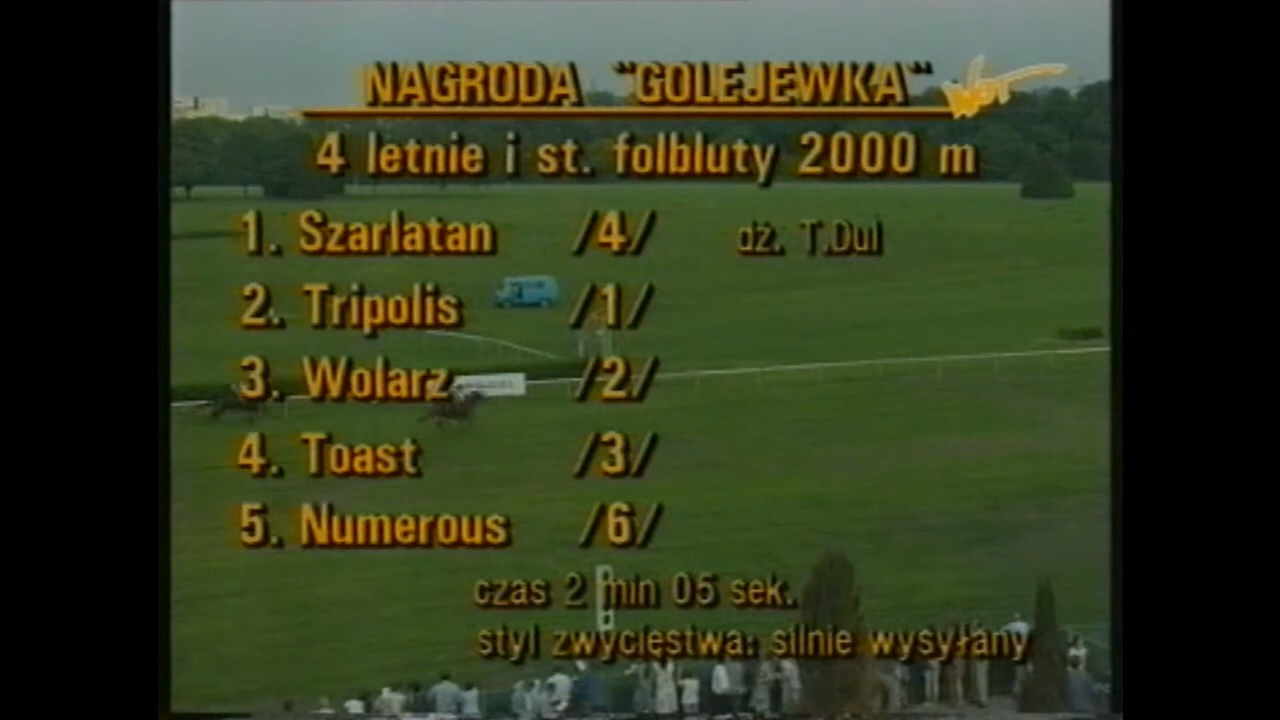 NAGRODA "GOLEJEWKA"
4 letnie i st. folbluty 2000 m
1. Szarlatan /4/ dż. T.Dul
2. Tripolis /1/
3. Wolarz /2/
4. Toast /3/
5. Numerous /6/
czas 2 min 05 sek.
styl zwycięstwa: silnie wysyłany